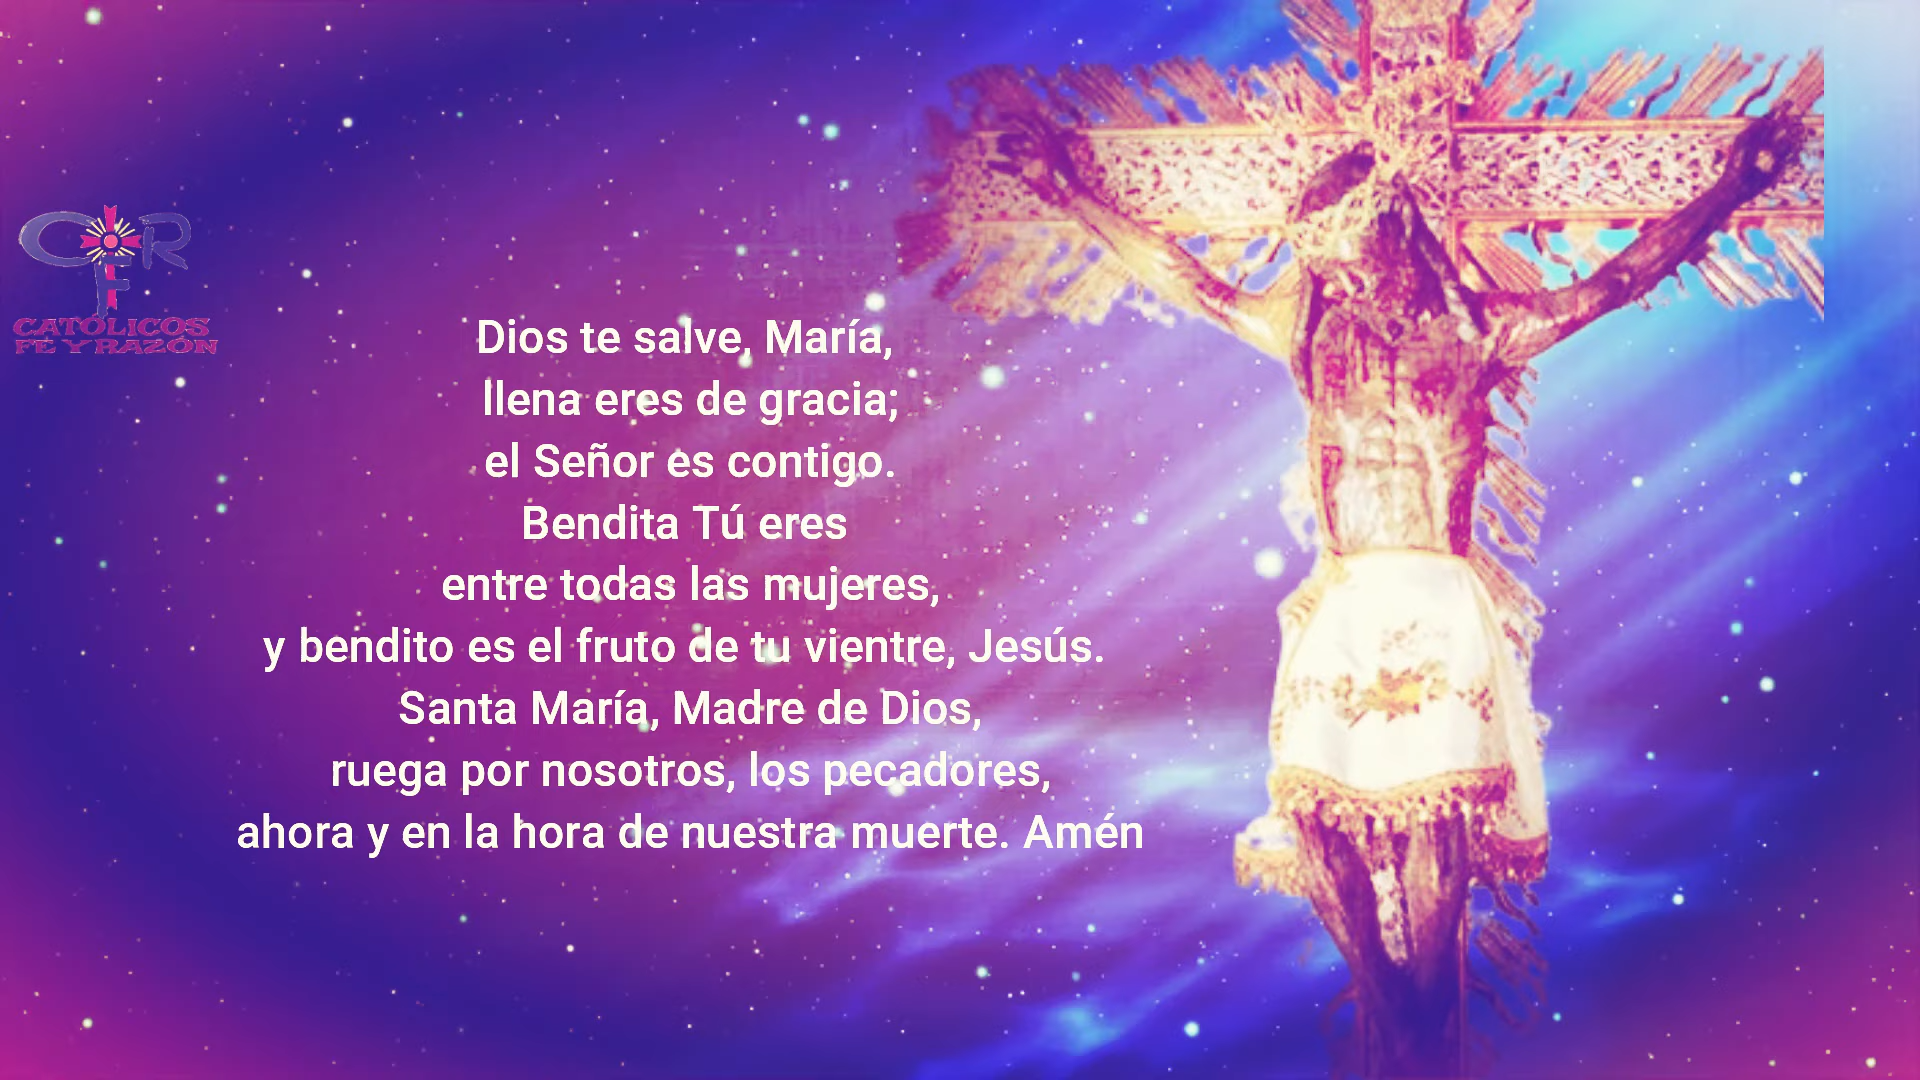 CFR
CATÓLICOS
FE Y RAZÓN
Dios te salve, María,
llena eres de gracia;
el Señor es contigo.
Bendita Tú eres
entre todas las mujeres,
y bendito es el fruto de tu vientre, Jesús.
Santa María, Madre de Dios,
ruega por nosotros, los pecadores,
ahora y en la hora de nuestra muerte. Amén